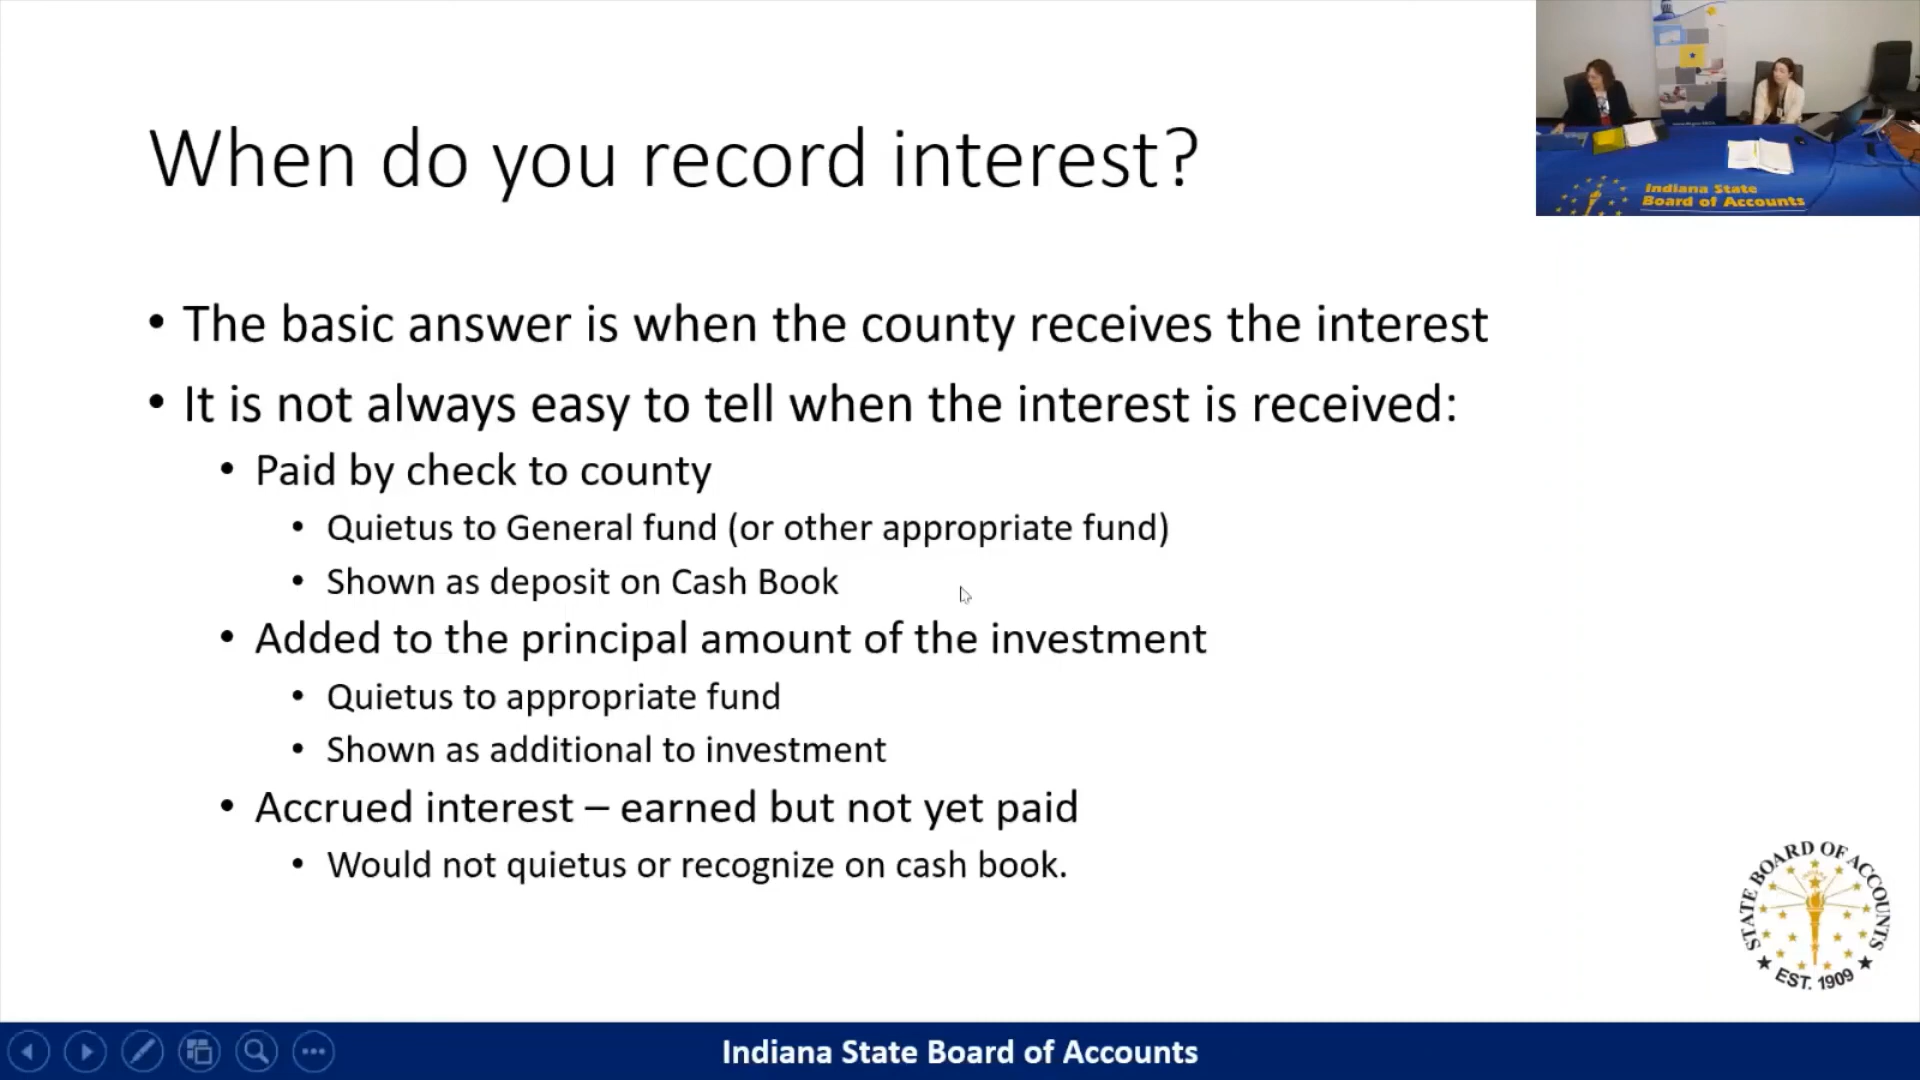 When do you record interest?
• The basic answer is when the county receives the interest
• It is not always easy to tell when the interest is received:
• Paid by check to county
• Quietus to General fund (or other appropriate fund)
• Shown as deposit on Cash Book
• Added to the principal amount of the investment
• Quietus to appropriate fund
• Shown as additional to investment
• Accrued interest – earned but not yet paid
• Would not quietus or recognize on cash book.
Indiana State
Board of Accounts
STATE BOARD OF ACCOUNTS
★ EST. 1909 ★
Indiana State Board of Accounts